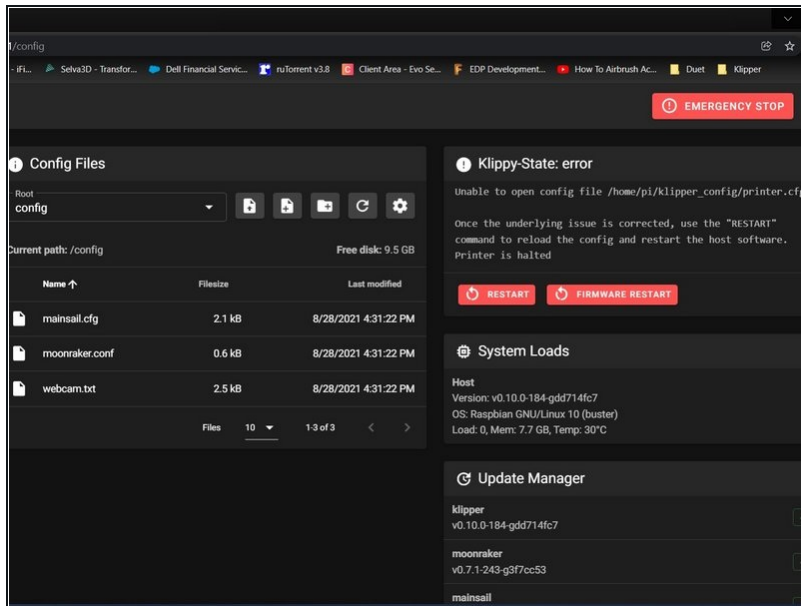 1/config
- iFi...
Selva3D - Transfor...
Dell Financial Servic...
ruTorrent v3.8
Client Area - Evo Se...
EDP Development...
How To Airbrush Ac...
Duet
Klipper
EMERGENCY STOP
Config Files
Root
config
Current path: /config
Free disk: 9.5 GB
Name
Filesize
Last modified
mainsail.cfg
2.1 kB
8/28/2021 4:31:22 PM
moonraker.conf
0.6 kB
8/28/2021 4:31:22 PM
webcam.txt
2.5 kB
8/28/2021 4:31:22 PM
Files
10
1-3 of 3
Klippy-State: error
Unable to open config file /home/pi/klipper_config/printer.cfg
Once the underlying issue is corrected, use the "RESTART"
command to reload the config and restart the host software.
Printer is halted
RESTART
FIRMWARE RESTART
System Loads
Host
Version: v0.10.0-184-gdd714fc7
OS: Raspbian GNU/Linux 10 (buster)
Load: 0, Mem: 7.7 GB, Temp: 30°C
Update Manager
klipper
v0.10.0-184-gdd714fc7
moonraker
v0.7.1-243-g3f7cc53
mainsail